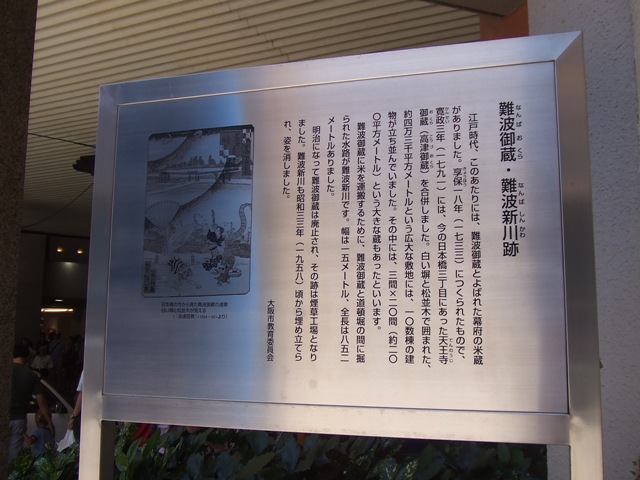 難波御蔵・難波新川跡
なんば おくら なんば しんかわ
江戸時代、このあたりには、難波御蔵とよばれた幕府の米蔵
がありました。享保一八年（一七三三）につくられたもので、
寛政三年（一七九一）には、今の日本橋三丁目にあった天王寺
御蔵（高津御蔵）を合併しました。白い塀と松並木で囲まれた、
約四万三千平方メートルという広大な敷地には、一〇数棟の建
物が立ち並んでいました。その中には、三間×二〇間（約二〇
〇平方メートル）という大きな蔵もあったといいます。
難波御蔵に米を運搬するために、難波御蔵と道頓堀の間に掘
られた水路が難波新川です。幅は一五メートル、全長は八五二
メートルありました。
明治になって難波御蔵は廃止され、その跡は煙草工場となり
ました。難波新川も昭和三三年（一九五八）頃から埋め立てら
れ、姿を消しました。
大阪市教育委員会